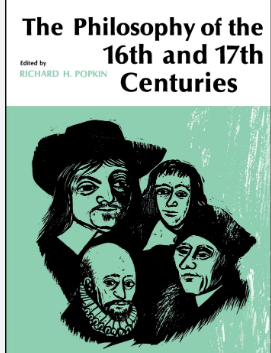 The Philosophy of the
16th and 17th
Edited by
RICHARD H. POPKIN
Centuries